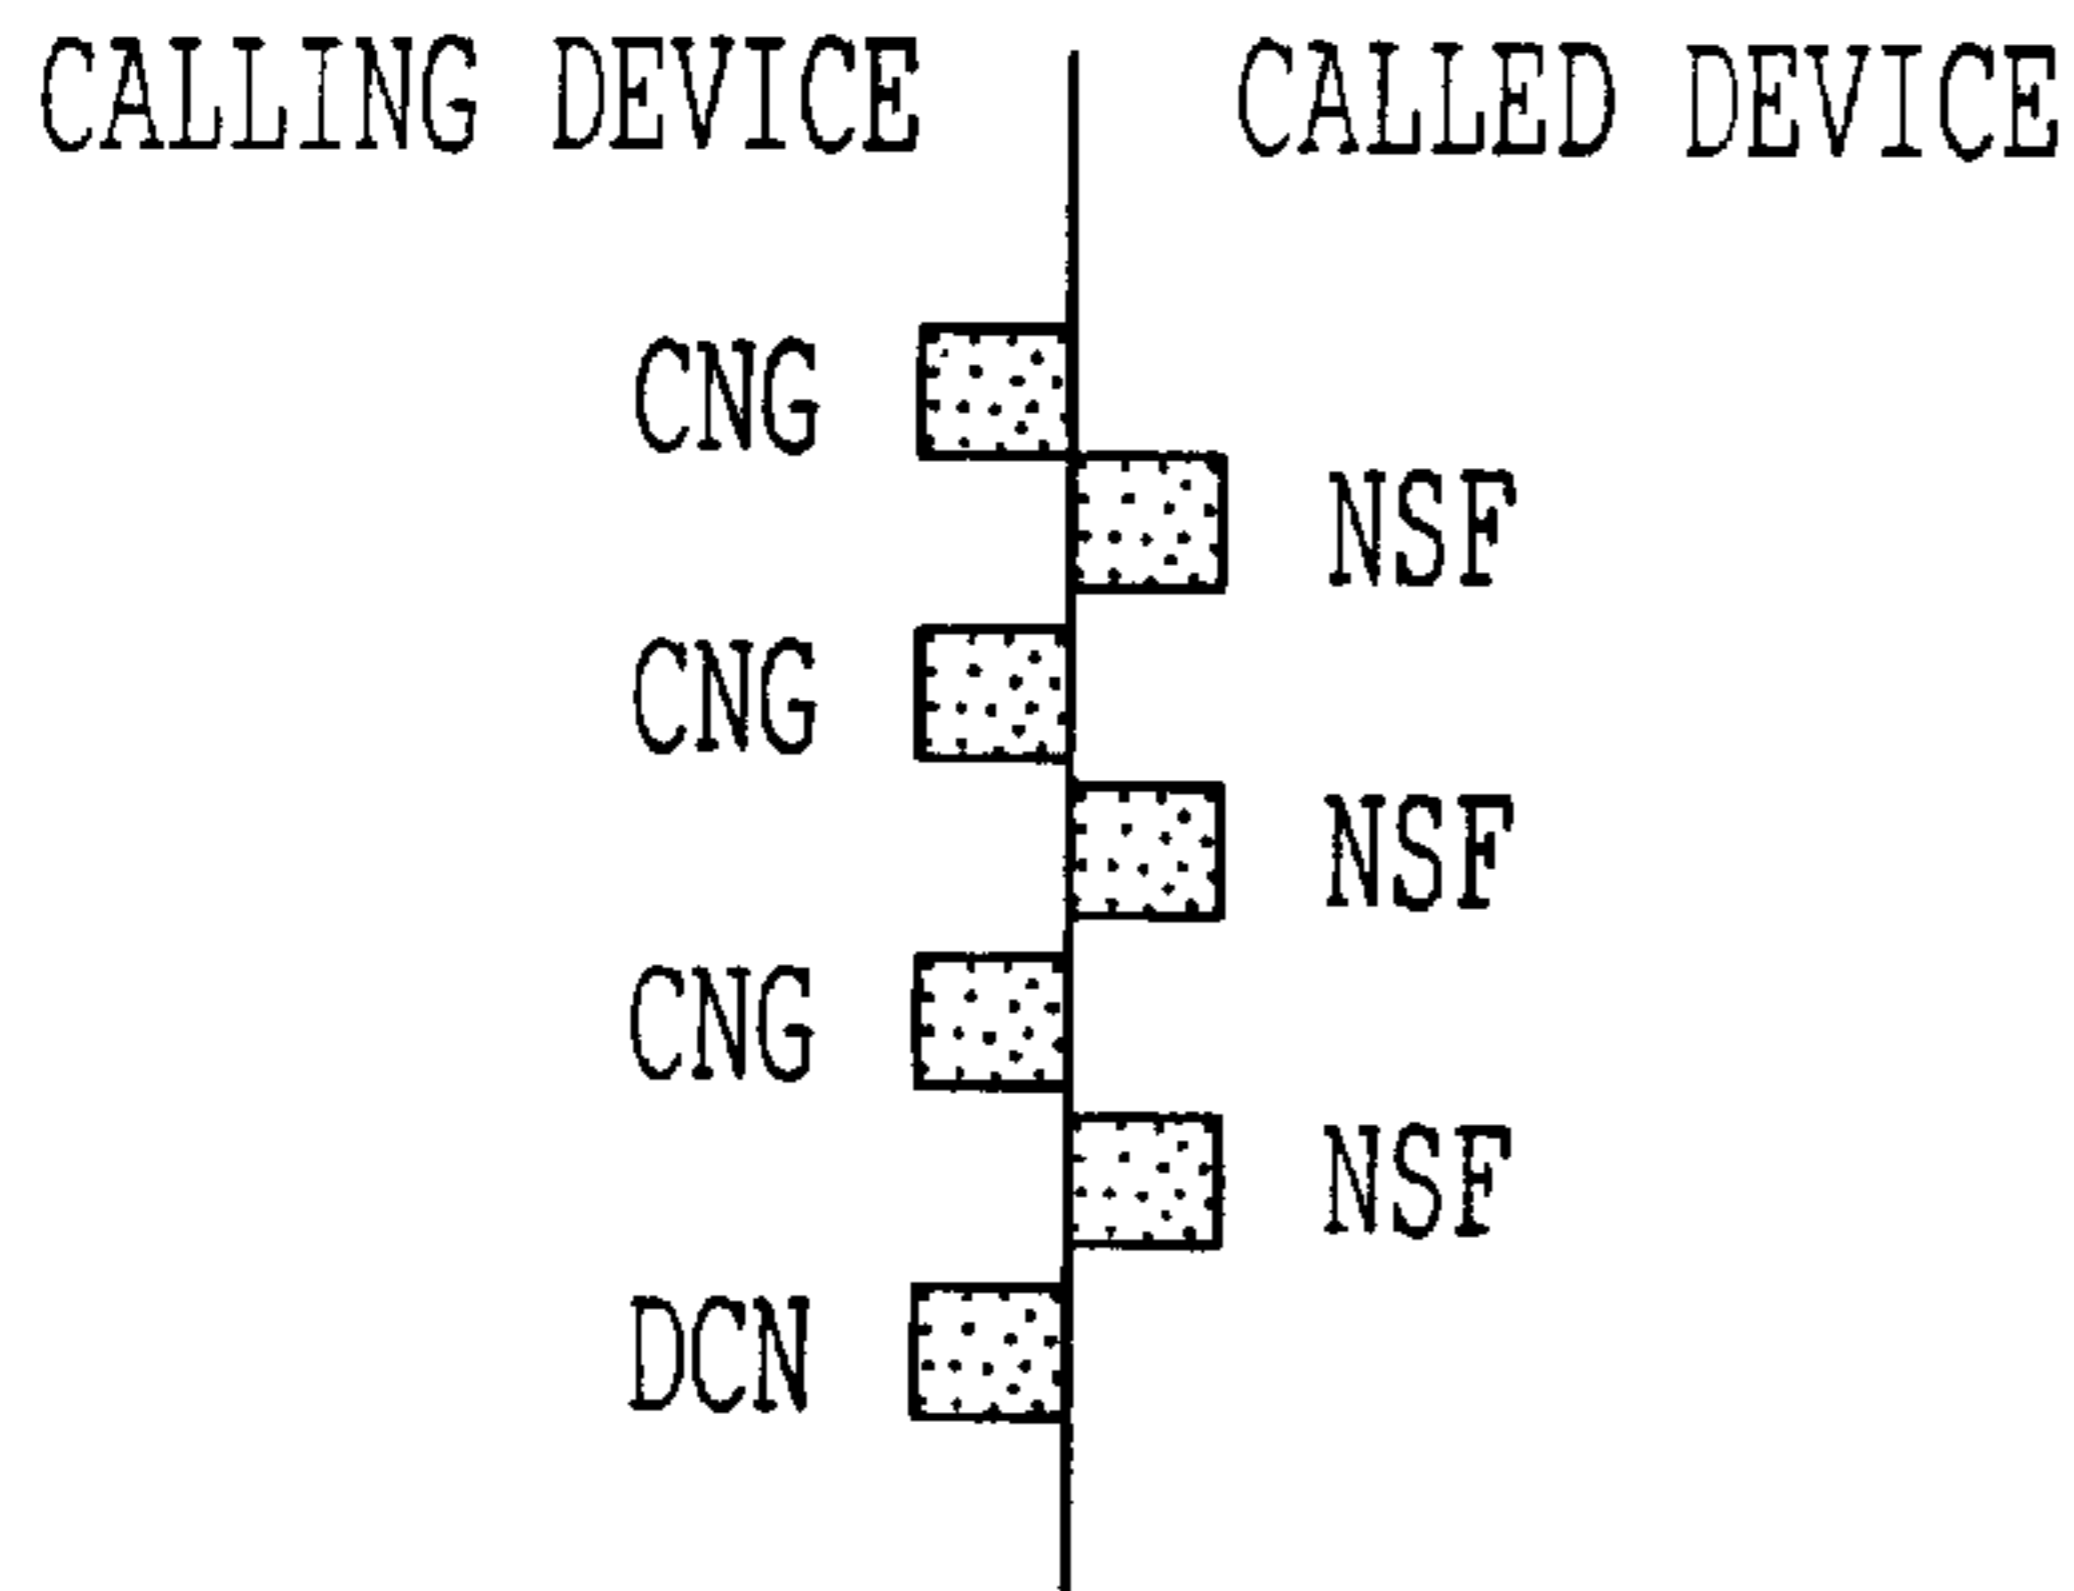 CALLING DEVICE CALLED DEVICE
CNG
NSF
CNG
NSF
CNG
NSF
DCN